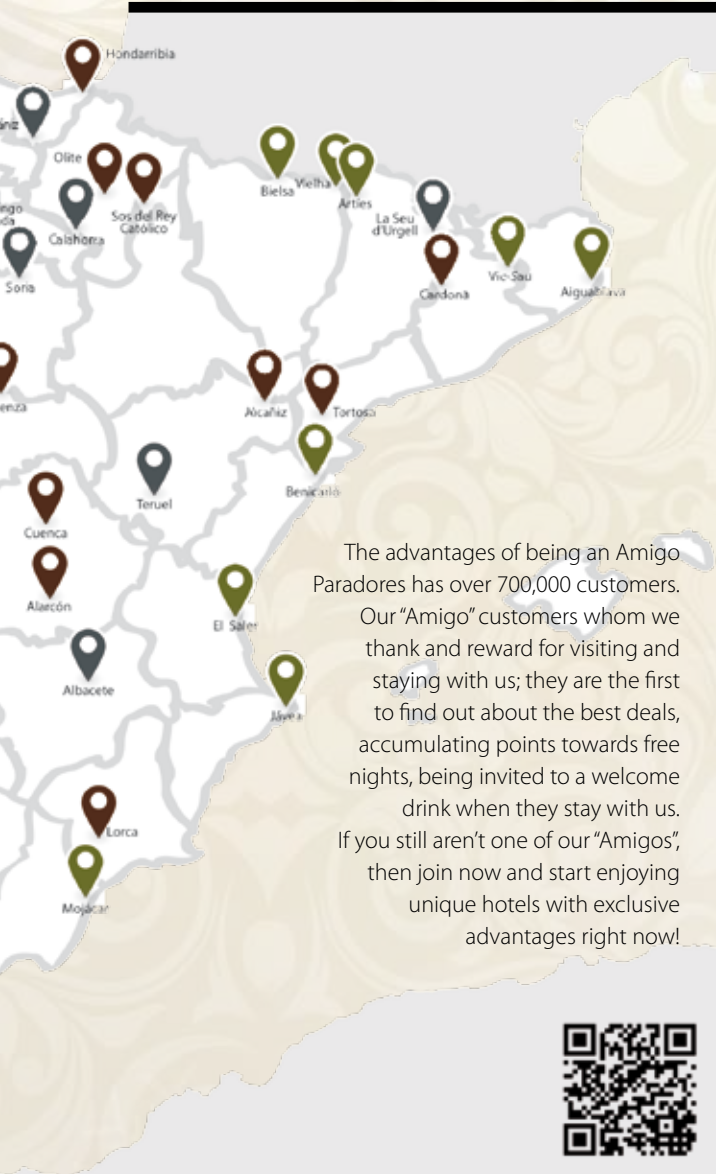 Hondarribia
Olite
Bielsa
Vielha
Arties
La Seu
d'Urgell
Sos del Rey
Católico
Calahorra
Soria
Cardona
Vic-Sau
Aiguablava
Alcañiz
Tortosa
Teruel
Benicarló
Cuenca
The advantages of being an Amigo
Paradores has over 700,000 customers.
Our “Amigo” customers whom we
thank and reward for visiting and
staying with us; they are the first
to find out about the best deals,
accumulating points towards free
nights, being invited to a welcome
drink when they stay with us.
If you still aren’t one of our “Amigos”,
then join now and start enjoying
unique hotels with exclusive
advantages right now!
Alarcón
El Saler
Albacete
Jávea
Lorca
Mojácar